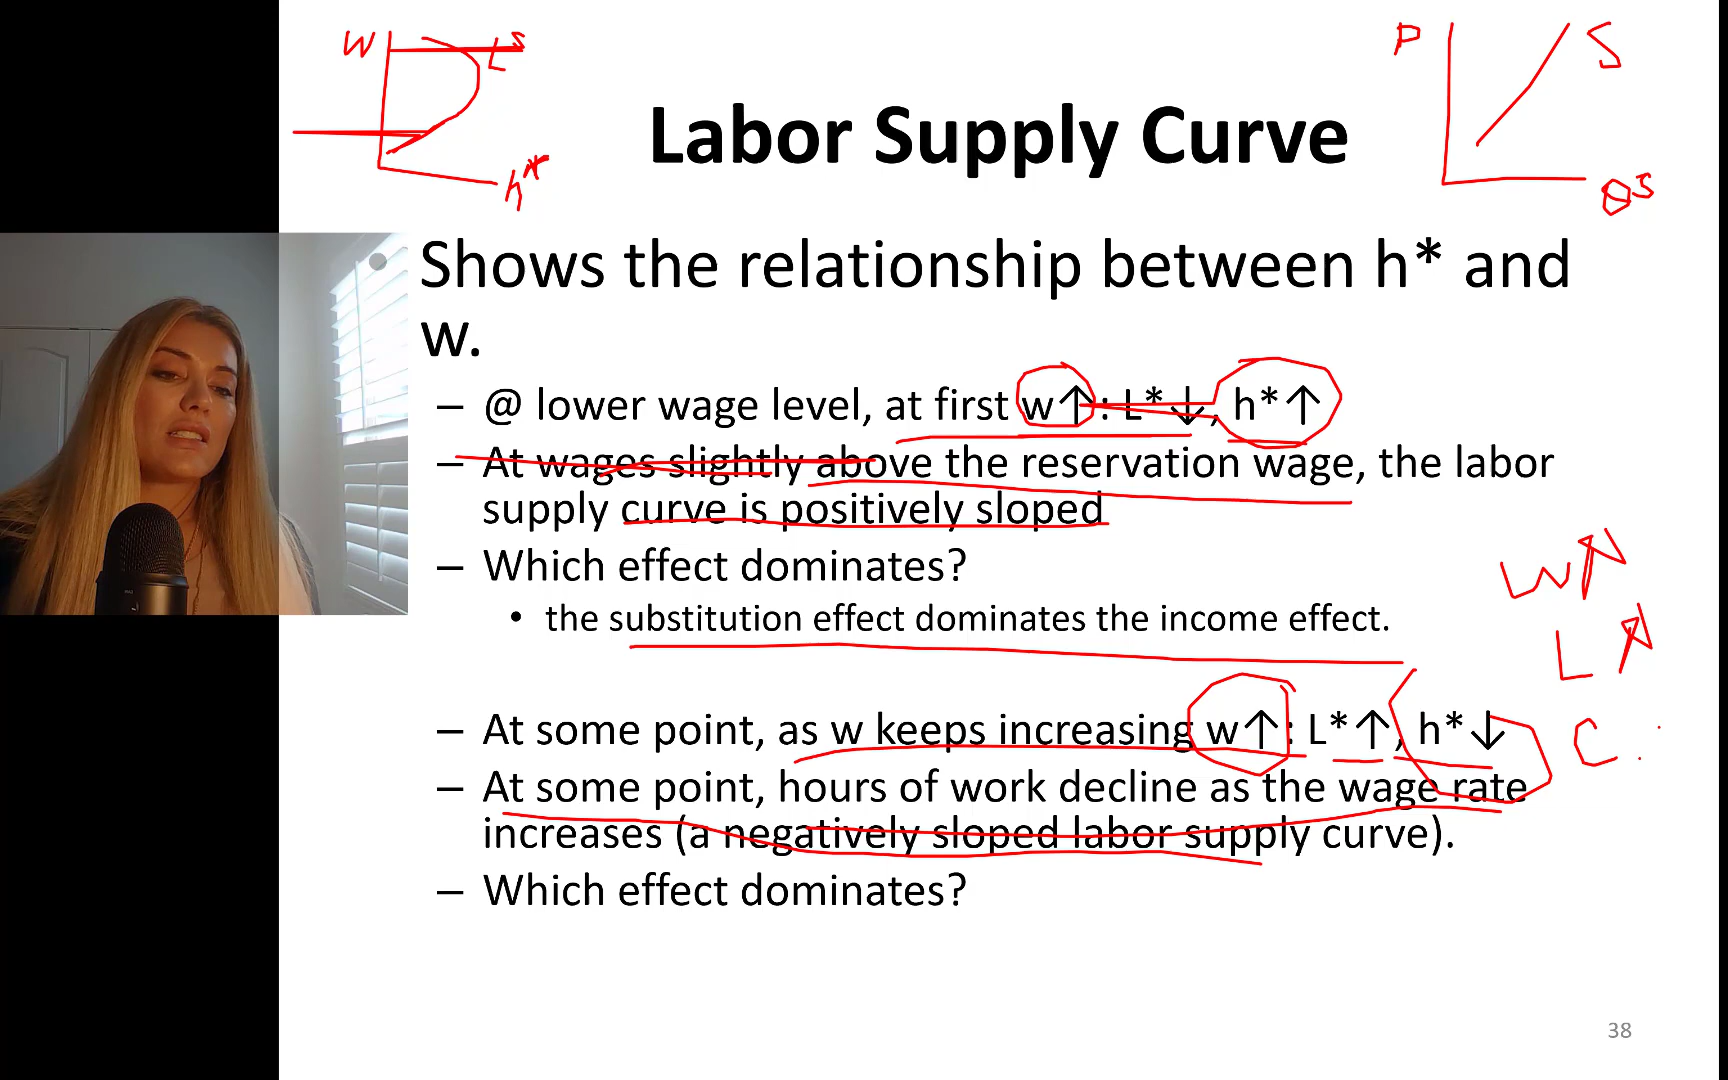 W
L^S
h*
P
S
Q^S
Labor Supply Curve
• Shows the relationship between h* and
w.
– @ lower wage level, at first w↑: L*↓, h*↑
– At wages slightly above the reservation wage, the labor
supply curve is positively sloped
– Which effect dominates?
• the substitution effect dominates the income effect.
W↑
L↑
C
– At some point, as w keeps increasing w↑: L*↑, h*↓
– At some point, hours of work decline as the wage rate
increases (a negatively sloped labor supply curve).
– Which effect dominates?
38